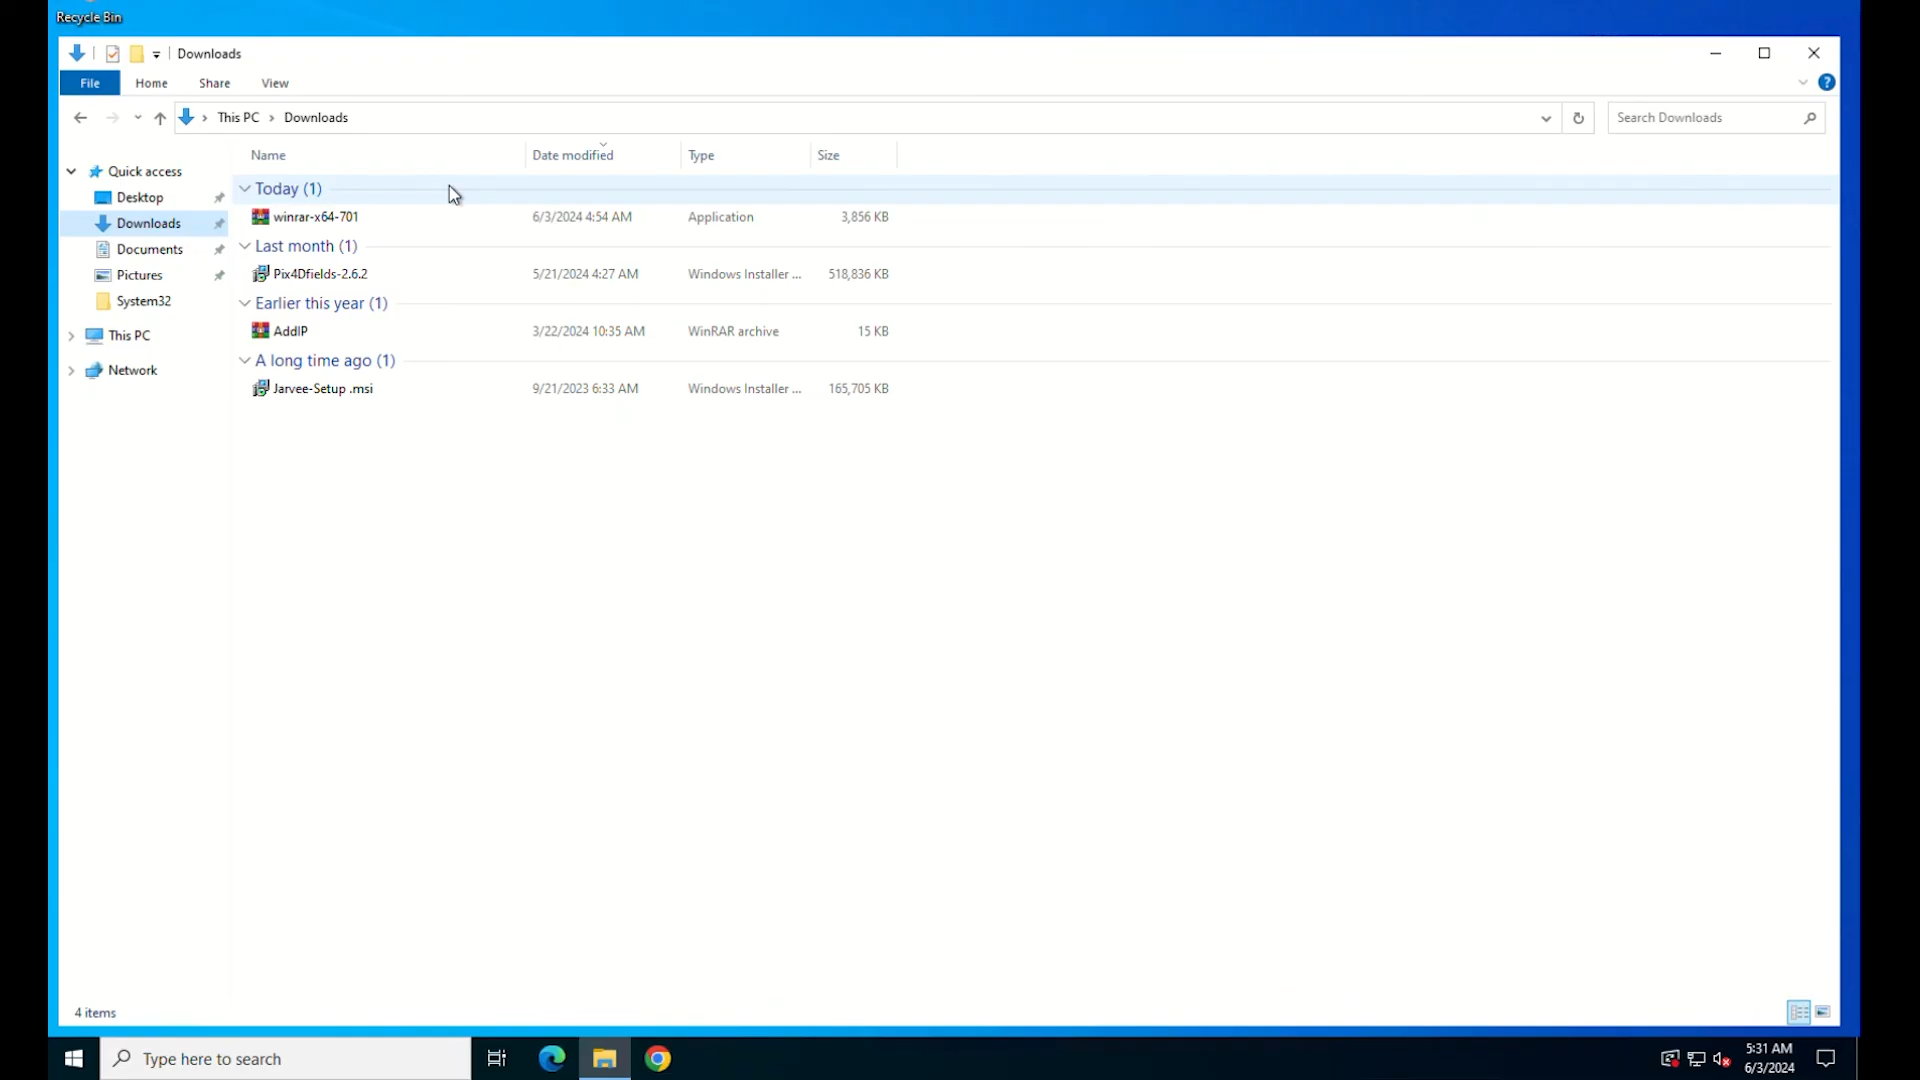 Recycle Bin
Downloads
File Home Share View
This PC Downloads
Search Downloads
Name Date modified Type Size
Quick access
Desktop
Downloads
Documents
Pictures
System32
This PC
Network
Today (1)
winrar-x64-701 6/3/2024 4:54 AM Application 3,856 KB
Last month (1)
Pix4Dfields-2.6.2 5/21/2024 4:27 AM Windows Installer ... 518,836 KB
Earlier this year (1)
AddIP 3/22/2024 10:35 AM WinRAR archive 15 KB
A long time ago (1)
Jarvee-Setup .msi 9/21/2023 6:33 AM Windows Installer ... 165,705 KB
4 items
Type here to search
5:31 AM
6/3/2024